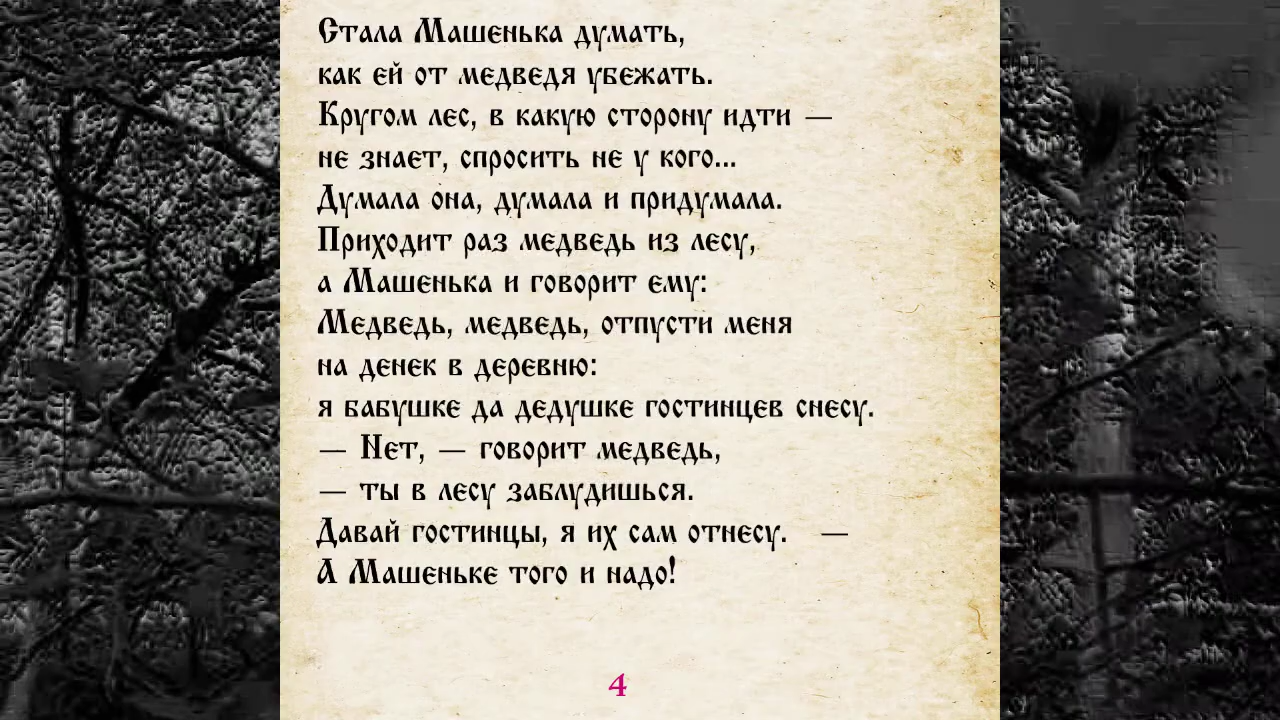 Стала Машенька думать,
как ей от медведя убежать.
Кругом лес, в какую сторону идти —
не знает, спросить не у кого...
Думала она, думала и придумала.
Приходит раз медведь из лесу,
а Машенька и говорит ему:
Медведь, медведь, отпусти меня
на денек в деревню:
я бабушке да дедушке гостинцев снесу.
— Нет, — говорит медведь,
— ты в лесу заблудишься.
Давай гостинцы, я их сам отнесу. —
А Машеньке того и надо!
4